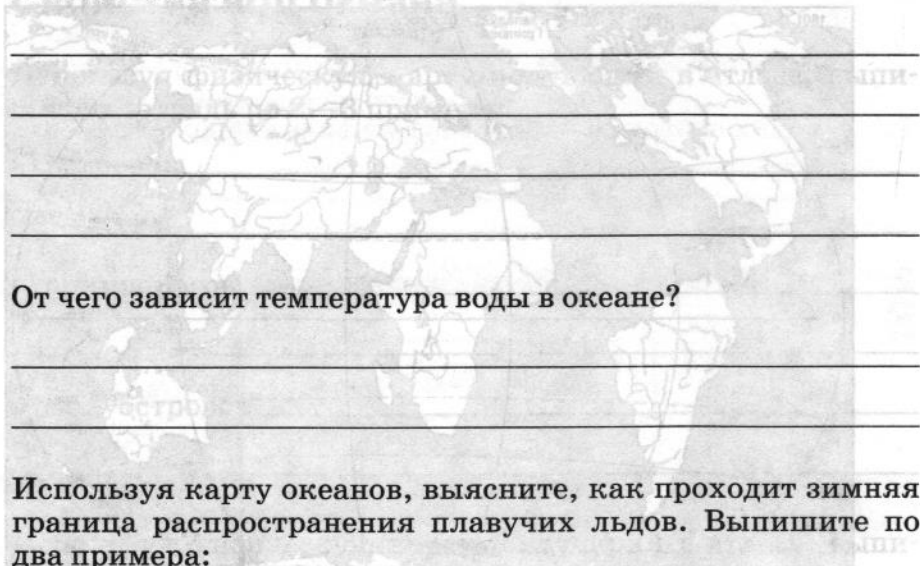 От чего зависит температура воды в океане?
Используя карту океанов, выясните, как проходит зимняя
граница распространения плавучих льдов. Выпишите по
два примера: